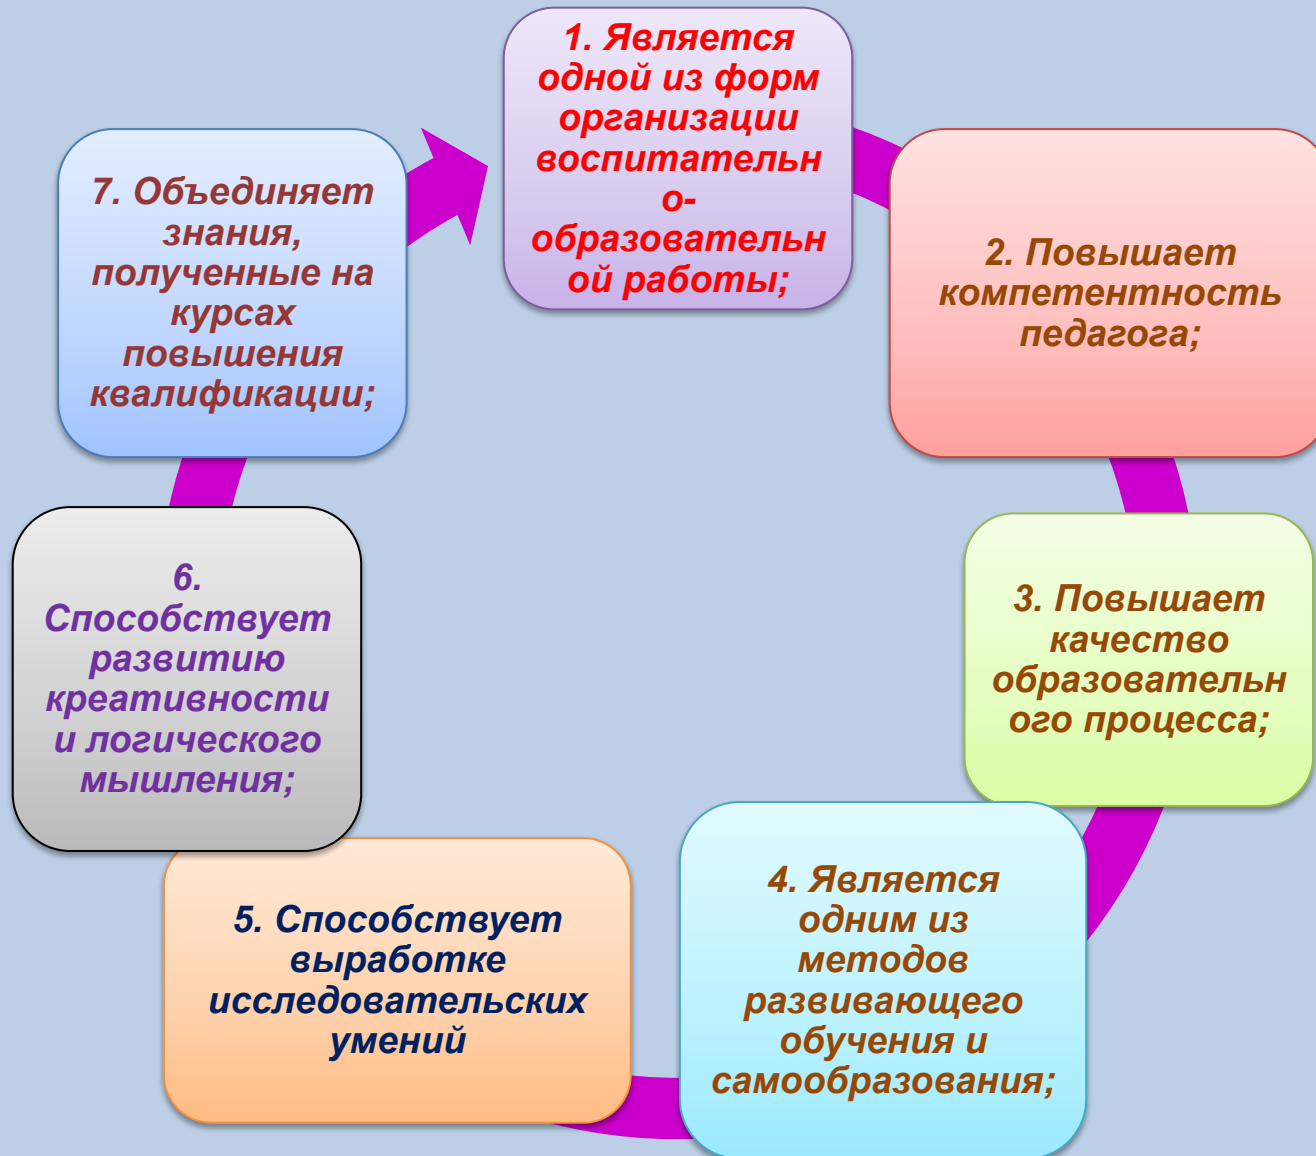 1. Является
одной из форм
организации
воспитательн
о-
образовательн
ой работы;
2. Повышает
компетентность
педагога;
3. Повышает
качество
образовательн
ого процесса;
4. Является
одним из
методов
развивающего
обучения и
самообразования;
5. Способствует
выработке
исследовательских
умений
6.
Способствует
развитию
креативности
и логического
мышления;
7. Объединяет
знания,
полученные на
курсах
повышения
квалификации;